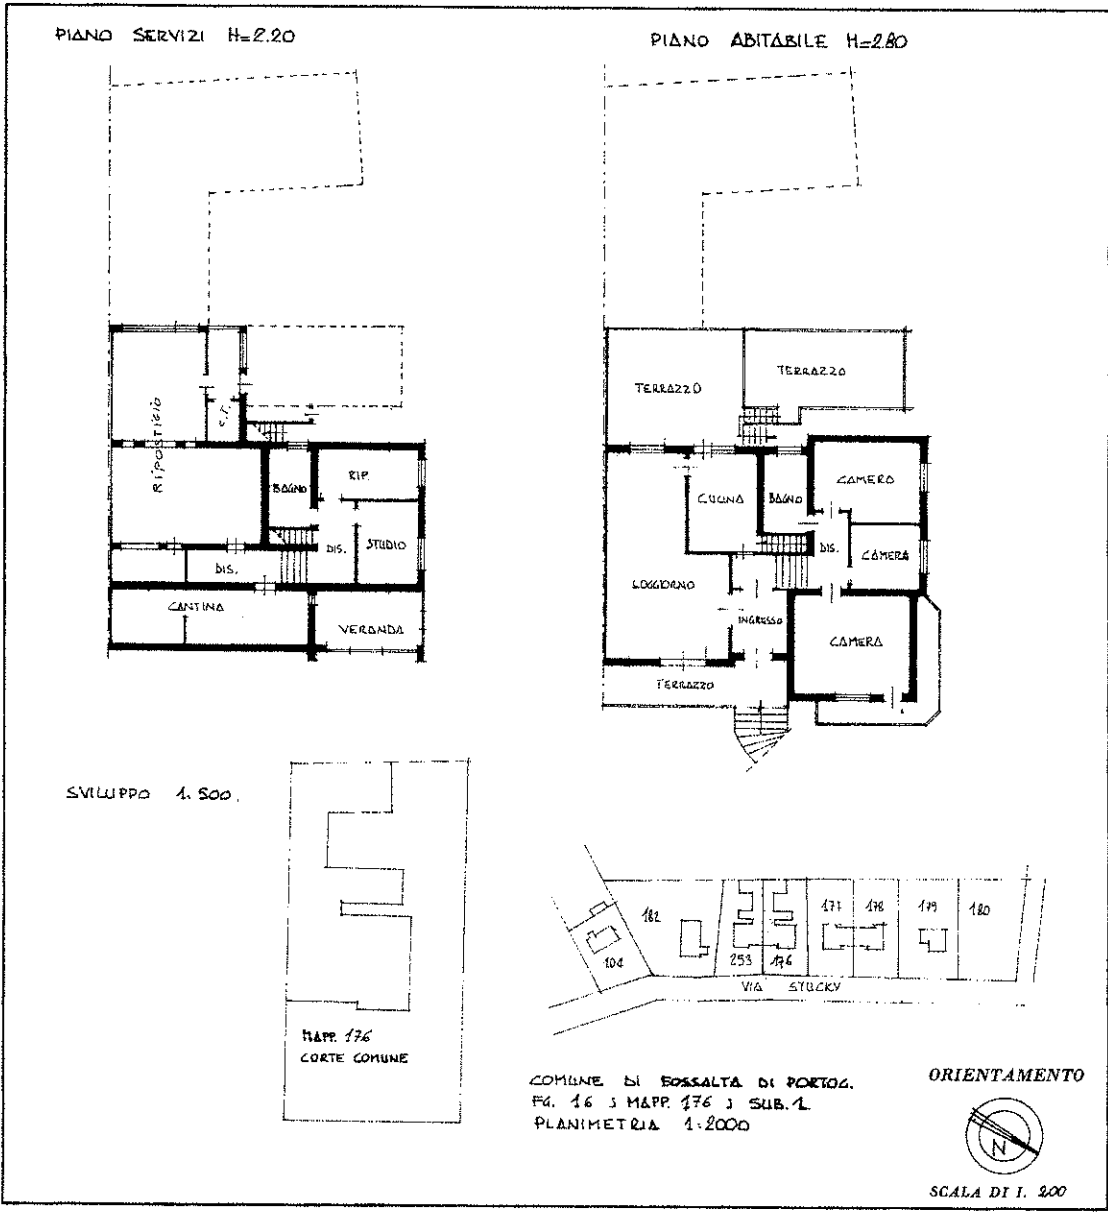 PIANO SERVIZI H=2.20
PIANO ABITABILE H=2.80
RIPOSTIGLIO
C.T.
BAGNO
RIP.
DIS.
STUDIO
DIS.
CANTINA
VERANDA
TERRAZZO
TERRAZZO
CUCINA
BAGNO
CAMERA
DIS.
CAMERA
SOGGIORNO
INGRESSO
CAMERA
TERRAZZO
SVILUPPO 1:500.
MAPP. 176
CORTE COMUNE
182
104
253
176
177
178
179
180
VIA STUCKY
COMUNE DI FOSSALTA DI PORTOG.
FG. 16 ; MAPP. 176 ; SUB. 1
PLANIMETRIA 1:2000
ORIENTAMENTO
N
SCALA DI 1. 200